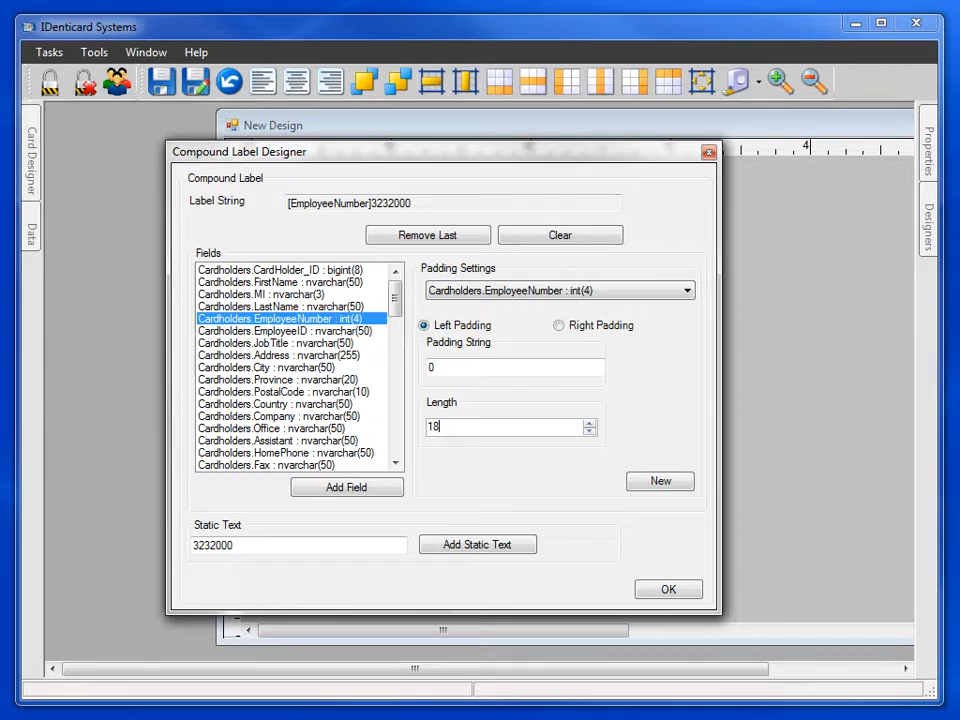 IDenticard Systems
Tasks Tools Window Help
New Design
4
Card Designer
Data
Properties
Designers
Compound Label Designer
Compound Label
Label String [EmployeeNumber]3232000
Remove Last Clear
Fields
Cardholders.CardHolder_ID : bigint(8)
Cardholders.FirstName : nvarchar(50)
Cardholders.MI : nvarchar(3)
Cardholders.LastName : nvarchar(50)
Cardholders.EmployeeNumber : int(4)
Cardholders.EmployeeID : nvarchar(50)
Cardholders.JobTitle : nvarchar(50)
Cardholders.Address : nvarchar(255)
Cardholders.City : nvarchar(50)
Cardholders.Province : nvarchar(20)
Cardholders.PostalCode : nvarchar(10)
Cardholders.Country : nvarchar(50)
Cardholders.Company : nvarchar(50)
Cardholders.Office : nvarchar(50)
Cardholders.Assistant : nvarchar(50)
Cardholders.HomePhone : nvarchar(50)
Cardholders.Fax : nvarchar(50)
Add Field
Padding Settings
Cardholders.EmployeeNumber : int(4)
Left Padding Right Padding
Padding String
0
Length
18
New
Static Text
3232000 Add Static Text
OK